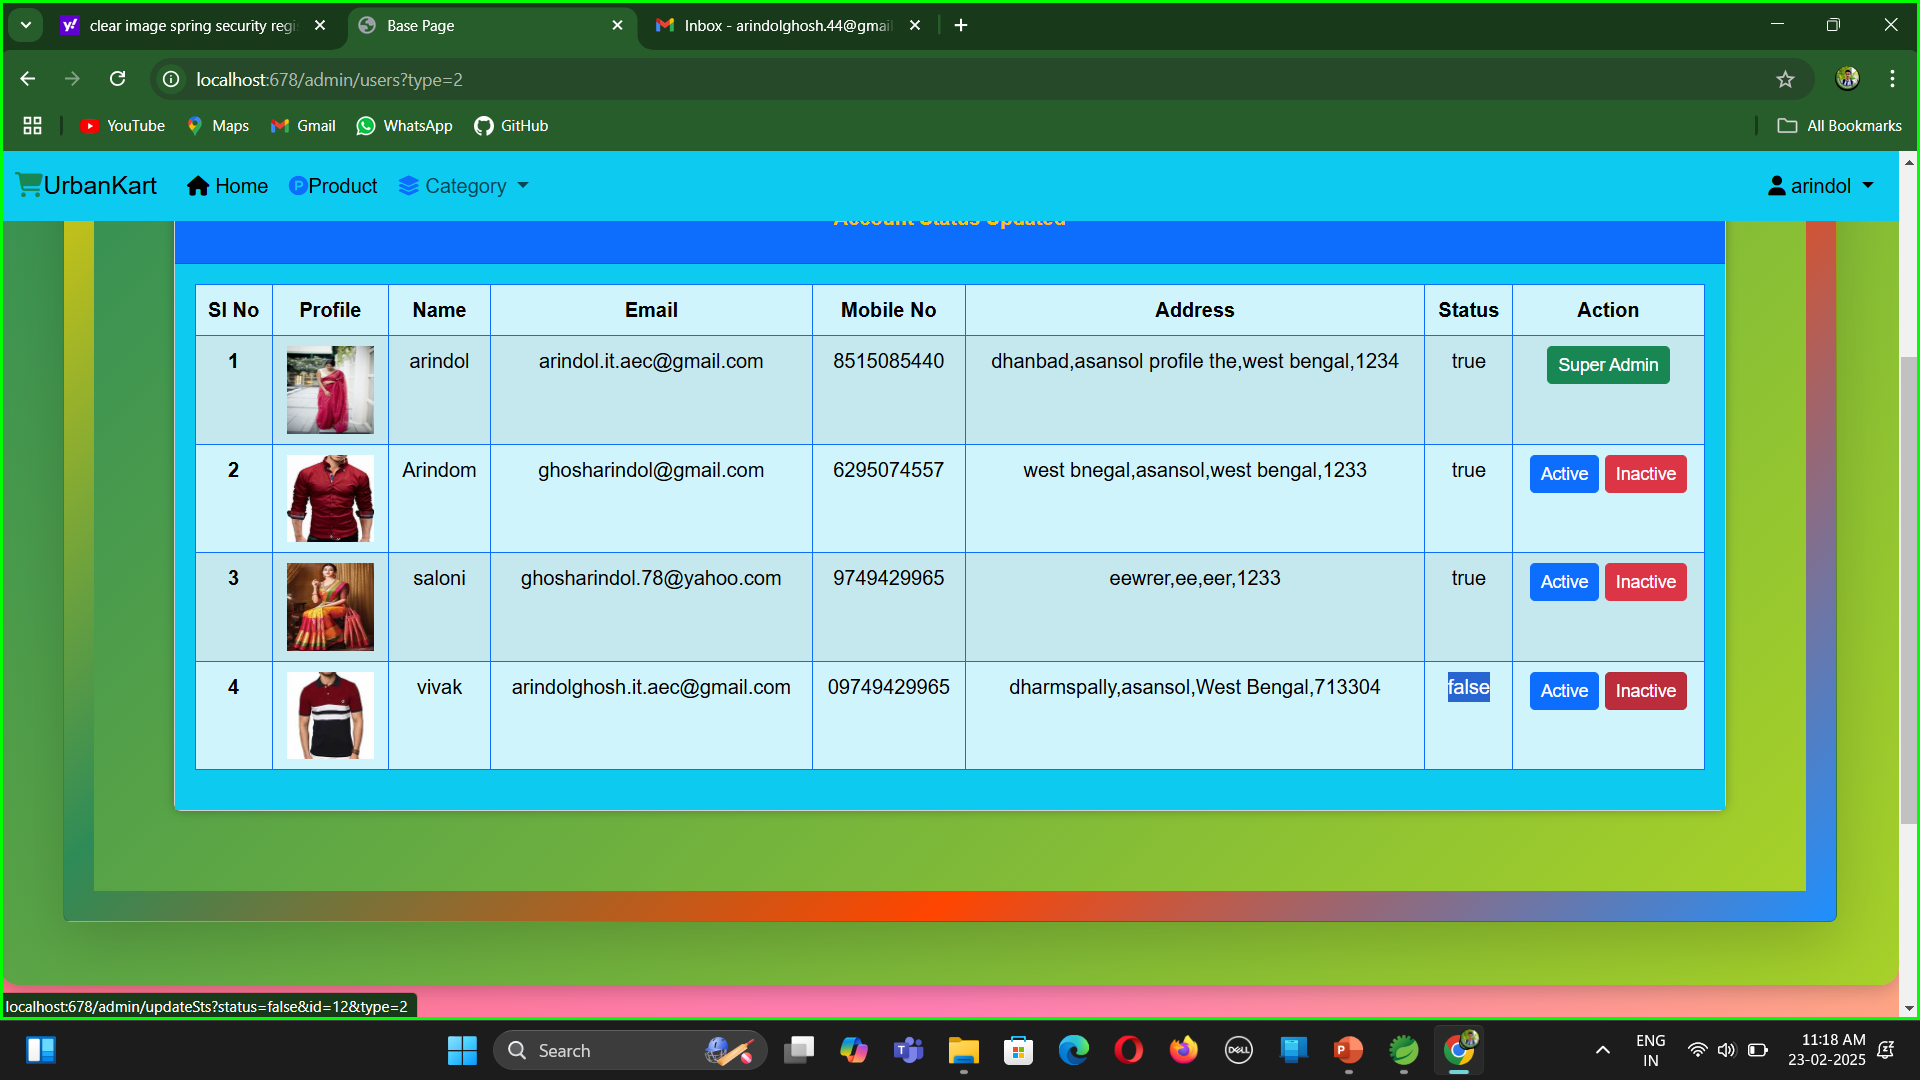 clear image spring security regi
Base Page
Inbox - arindolghosh.44@gmail
localhost:678/admin/users?type=2
YouTube
Maps
Gmail
WhatsApp
GitHub
All Bookmarks
UrbanKart
Home
Product
Category
arindol
Account Status Updated
Sl No Profile Name Email Mobile No Address Status Action
1 arindol arindol.it.aec@gmail.com 8515085440 dhanbad,asansol profile the,west bengal,1234 true Super Admin
2 Arindom ghosharindol@gmail.com 6295074557 west bnegal,asansol,west bengal,1233 true Active Inactive
3 saloni ghosharindol.78@yahoo.com 9749429965 eewrer,ee,eer,1233 true Active Inactive
4 vivak arindolghosh.it.aec@gmail.com 09749429965 dharmspally,asansol,West Bengal,713304 false Active Inactive
localhost:678/admin/updateSts?status=false&id=12&type=2
Search
DELL
ENG
IN
11:18 AM
23-02-2025